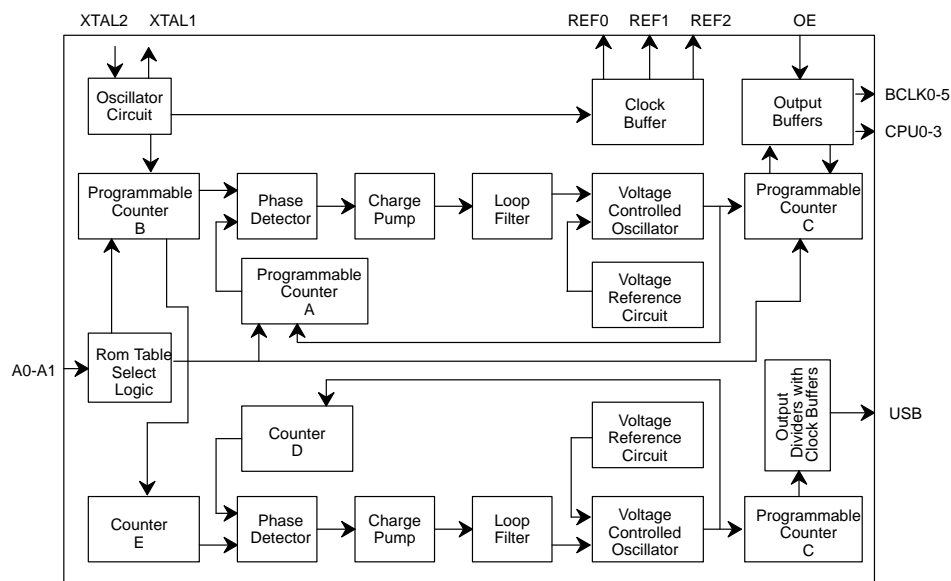 XTAL2 XTAL1 REF0 REF1 REF2 OE
Oscillator
Circuit
Clock
Buffer
Output
Buffers
BCLK0-5
CPU0-3
Programmable
Counter
B
Phase
Detector
Charge
Pump
Loop
Filter
Voltage
Controlled
Oscillator
Programmable
Counter
C
Programmable
Counter
A
Voltage
Reference
Circuit
A0-A1
Rom Table
Select
Logic
Counter
D
Voltage
Reference
Circuit
Output
Dividers with
Clock Buffers
USB
Counter
E
Phase
Detector
Charge
Pump
Loop
Filter
Voltage
Controlled
Oscillator
Programmable
Counter
C